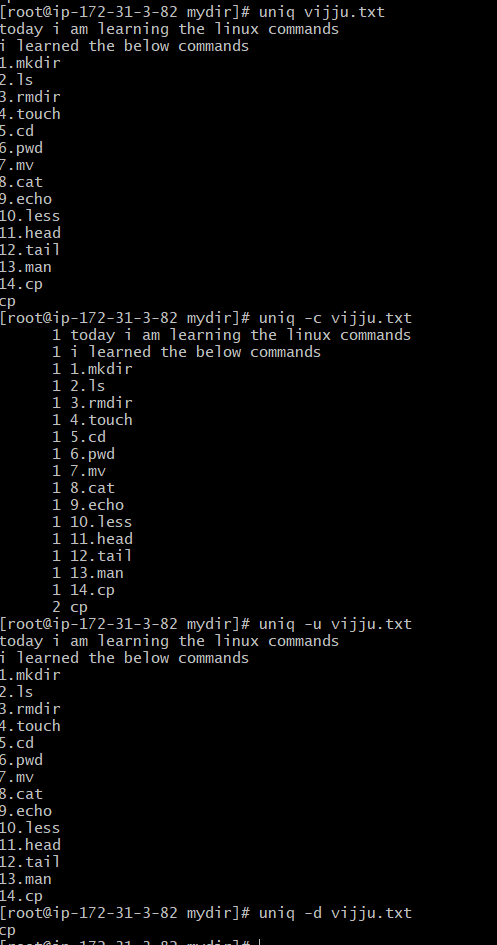 [root@ip-172-31-3-82 mydir]# uniq vijju.txt
today i am learning the linux commands
i learned the below commands
1.mkdir
2.ls
3.rmdir
4.touch
5.cd
6.pwd
7.mv
8.cat
9.echo
10.less
11.head
12.tail
13.man
14.cp
cp
[root@ip-172-31-3-82 mydir]# uniq -c vijju.txt
      1 today i am learning the linux commands
      1 i learned the below commands
      1 1.mkdir
      1 2.ls
      1 3.rmdir
      1 4.touch
      1 5.cd
      1 6.pwd
      1 7.mv
      1 8.cat
      1 9.echo
      1 10.less
      1 11.head
      1 12.tail
      1 13.man
      1 14.cp
      2 cp
[root@ip-172-31-3-82 mydir]# uniq -u vijju.txt
today i am learning the linux commands
i learned the below commands
1.mkdir
2.ls
3.rmdir
4.touch
5.cd
6.pwd
7.mv
8.cat
9.echo
10.less
11.head
12.tail
13.man
14.cp
[root@ip-172-31-3-82 mydir]# uniq -d vijju.txt
cp
[root@ip-172-31-3-82 mydir]#